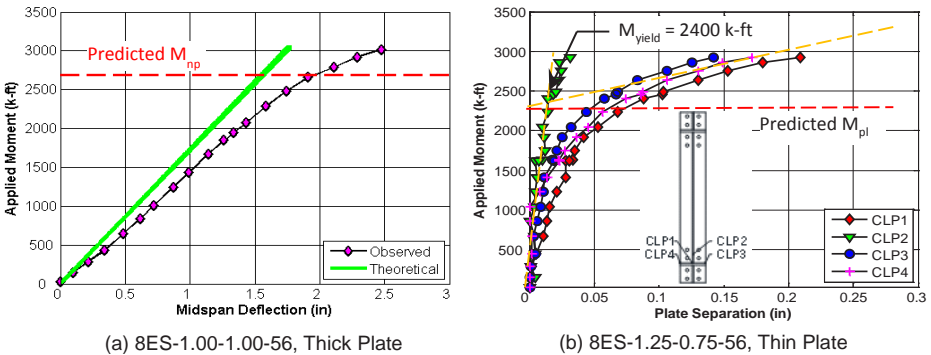 3500
3000
2500
2000
1500
1000
500
0
Applied Moment (k-ft)
Predicted Mnp
Observed
Theoretical
0 0.5 1 1.5 2 2.5 3
Midspan Deflection (in)
(a) 8ES-1.00-1.00-56, Thick Plate
3500
3000
2500
2000
1500
1000
500
Applied Moment (k-ft)
Myield = 2400 k-ft
Predicted Mpl
CLP1 CLP2
CLP4 CLP3
CLP1
CLP2
CLP3
CLP4
0 0.05 0.1 0.15 0.2 0.25 0.3
Plate Separation (in)
(b) 8ES-1.25-0.75-56, Thin Plate